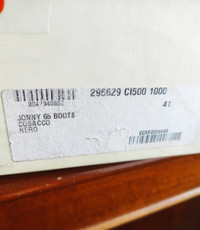 296629 CI500 1000
41
JONNY 65 BOOTS
COSACCO
NERO